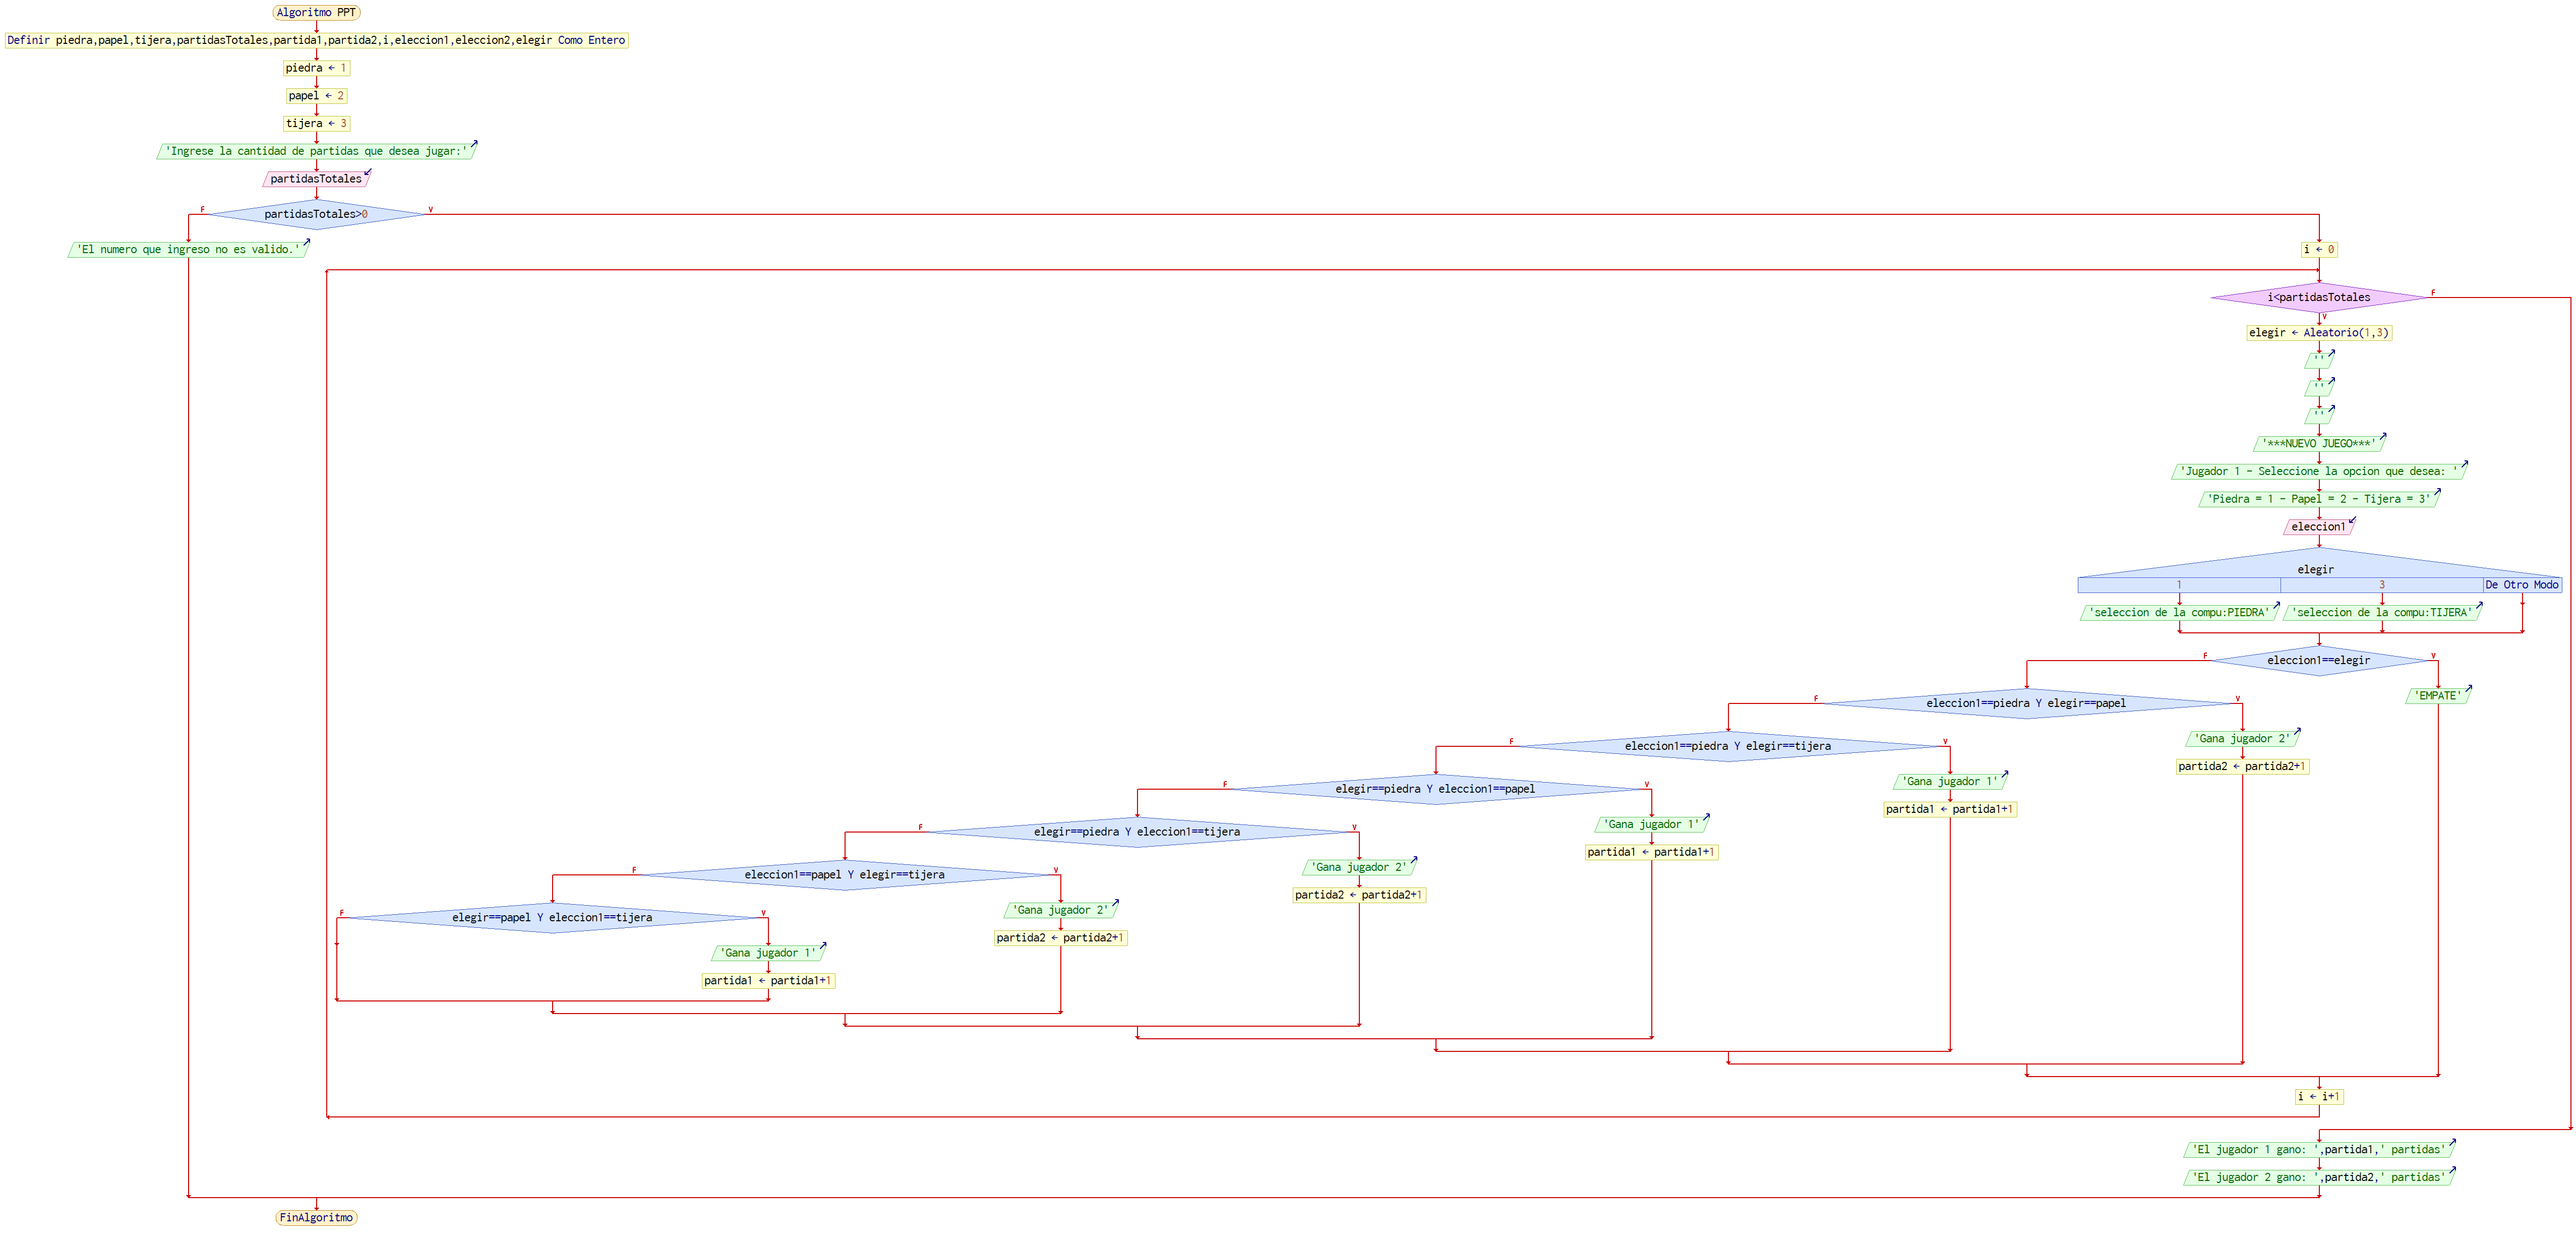 Algoritmo PPT
Definir piedra,papel,tijera,partidasTotales,partida1,partida2,i,eleccion1,eleccion2,elegir Como Entero
piedra ← 1
papel ← 2
tijera ← 3
'Ingrese la cantidad de partidas que desea jugar:'
partidasTotales
partidasTotales>0
F
V
'El numero que ingreso no es valido.'
i ← 0
i<partidasTotales
F
V
elegir ← Aleatorio(1,3)
''
''
''
'***NUEVO JUEGO***'
'Jugador 1 - Seleccione la opcion que desea: '
'Piedra = 1 - Papel = 2 - Tijera = 3'
eleccion1
elegir
1
3
De Otro Modo
'seleccion de la compu:PIEDRA'
'seleccion de la compu:TIJERA'
eleccion1==elegir
F
V
'EMPATE'
eleccion1==piedra Y elegir==papel
F
V
'Gana jugador 2'
partida2 ← partida2+1
eleccion1==piedra Y elegir==tijera
F
V
'Gana jugador 1'
partida1 ← partida1+1
elegir==piedra Y eleccion1==papel
F
V
'Gana jugador 1'
partida1 ← partida1+1
elegir==piedra Y eleccion1==tijera
F
V
'Gana jugador 2'
partida2 ← partida2+1
eleccion1==papel Y elegir==tijera
F
V
'Gana jugador 2'
partida2 ← partida2+1
elegir==papel Y eleccion1==tijera
F
V
'Gana jugador 1'
partida1 ← partida1+1
i ← i+1
'El jugador 1 gano: ',partida1,' partidas'
'El jugador 2 gano: ',partida2,' partidas'
FinAlgoritmo